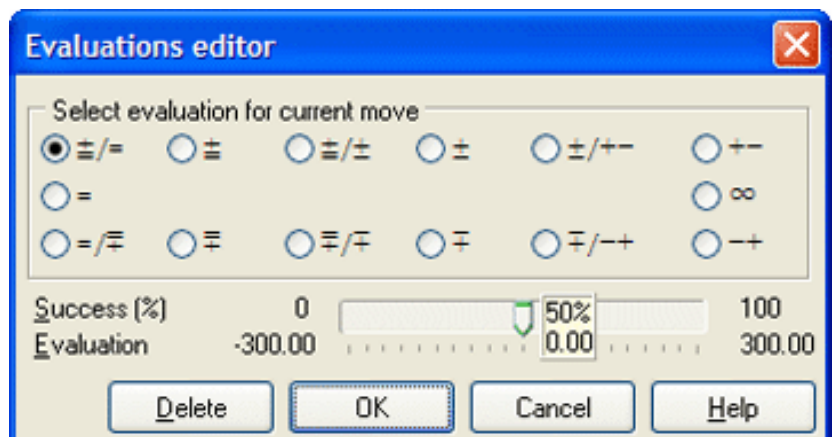 Evaluations editor
Select evaluation for current move
⩲/= ⩲ ⩲/± ± ±/+− +−
= ∞
=/⩱ ⩱ ⩱/∓ ∓ ∓/−+ −+
Success (%) 0 50% 100
Evaluation -300.00 0.00 300.00
Delete OK Cancel Help